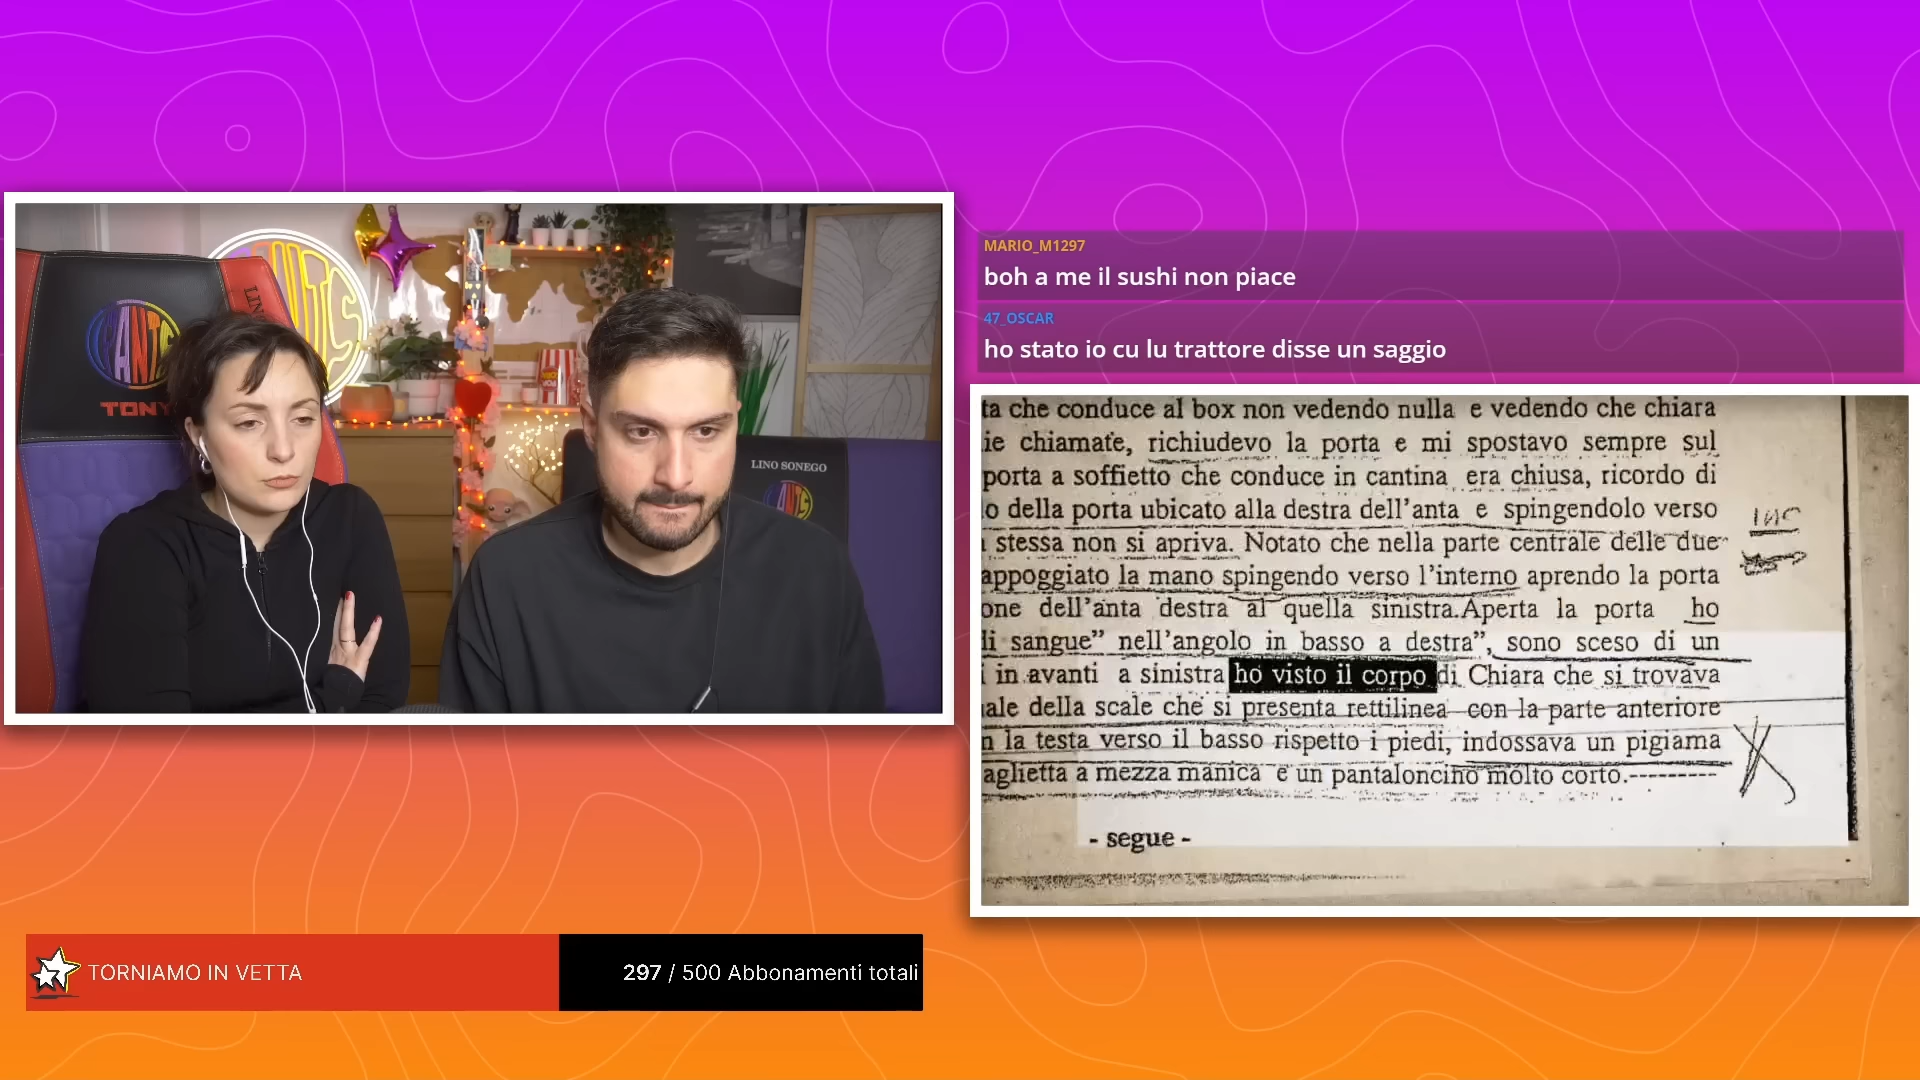 TONY
LINO SONEGO
MARIO_M1297
boh a me il sushi non piace
47_OSCAR
ho stato io cu lu trattore disse un saggio
ta che conduce al box non vedendo nulla e vedendo che chiara
ie chiamate, richiudevo la porta e mi spostavo sempre sul
porta a soffietto che conduce in cantina era chiusa, ricordo di
o della porta ubicato alla destra dell'anta e spingendolo verso
stessa non si apriva. Notato che nella parte centrale delle due
appoggiato la mano spingendo verso l'interno aprendo la porta
one dell'anta destra a quella sinistra.Aperta la porta ho
di sangue" nell'angolo in basso a destra", sono sceso di un
in avanti a sinistra ho visto il corpo di Chiara che si trovava
ale della scale che si presenta rettilinea con la parte anteriore
n la testa verso il basso rispetto i piedi, indossava un pigiama
aglietta a mezza manica e un pantaloncino molto corto.----------
- segue -
TORNIAMO IN VETTA
297 / 500 Abbonamenti totali